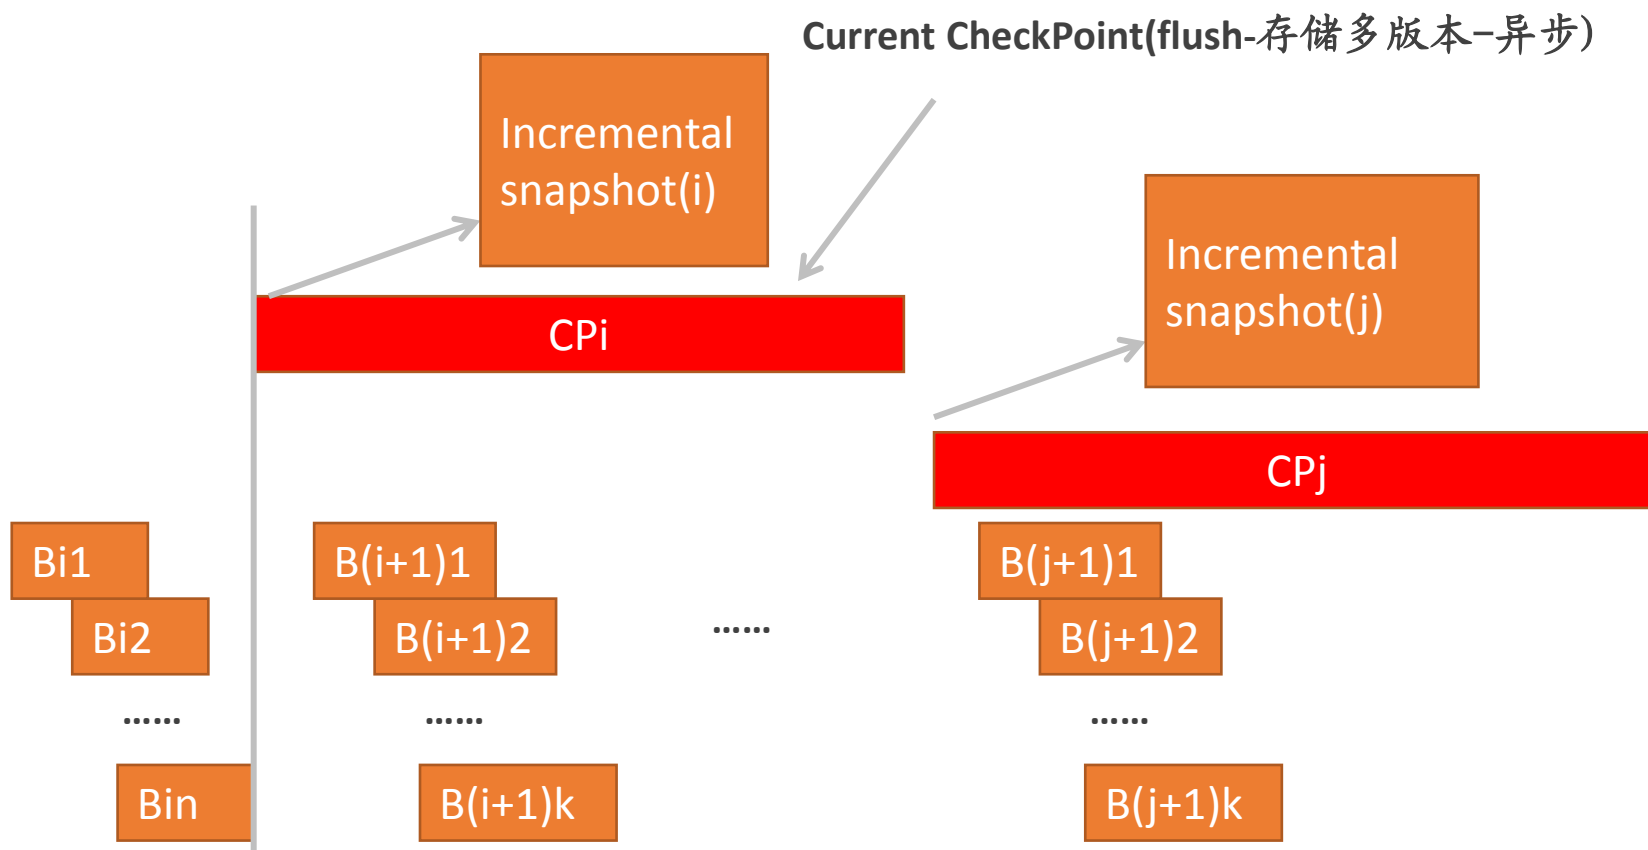 Current CheckPoint(flush-存储多版本-异步)
Incremental
snapshot(i)
Incremental
snapshot(j)
CPi
CPj
Bi1
B(i+1)1
B(j+1)1
Bi2
B(i+1)2
......
B(j+1)2
......
......
......
Bin
B(i+1)k
B(j+1)k